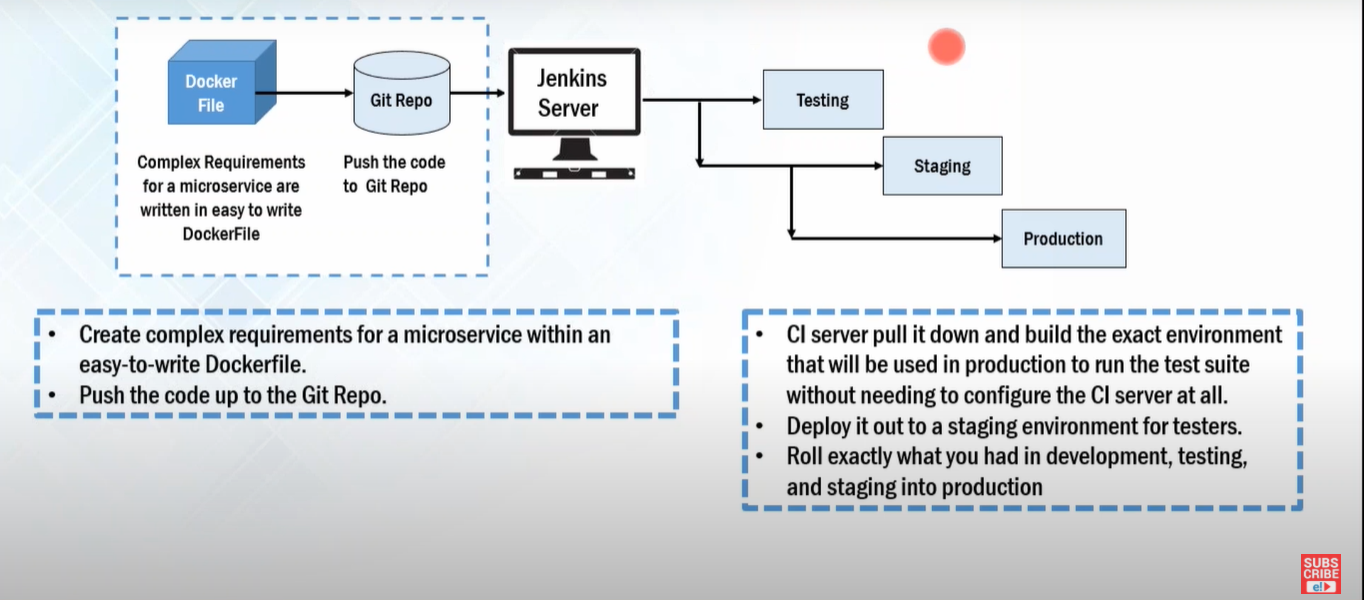 Docker
File
Git Repo
Jenkins
Server
Testing
Staging
Production
Complex Requirements
for a microservice are
written in easy to write
DockerFile
Push the code
to Git Repo
• Create complex requirements for a microservice within an
easy-to-write Dockerfile.
• Push the code up to the Git Repo.
• CI server pull it down and build the exact environment
that will be used in production to run the test suite
without needing to configure the CI server at all.
• Deploy it out to a staging environment for testers.
• Roll exactly what you had in development, testing,
and staging into production
SUBS
CRIBE
e!